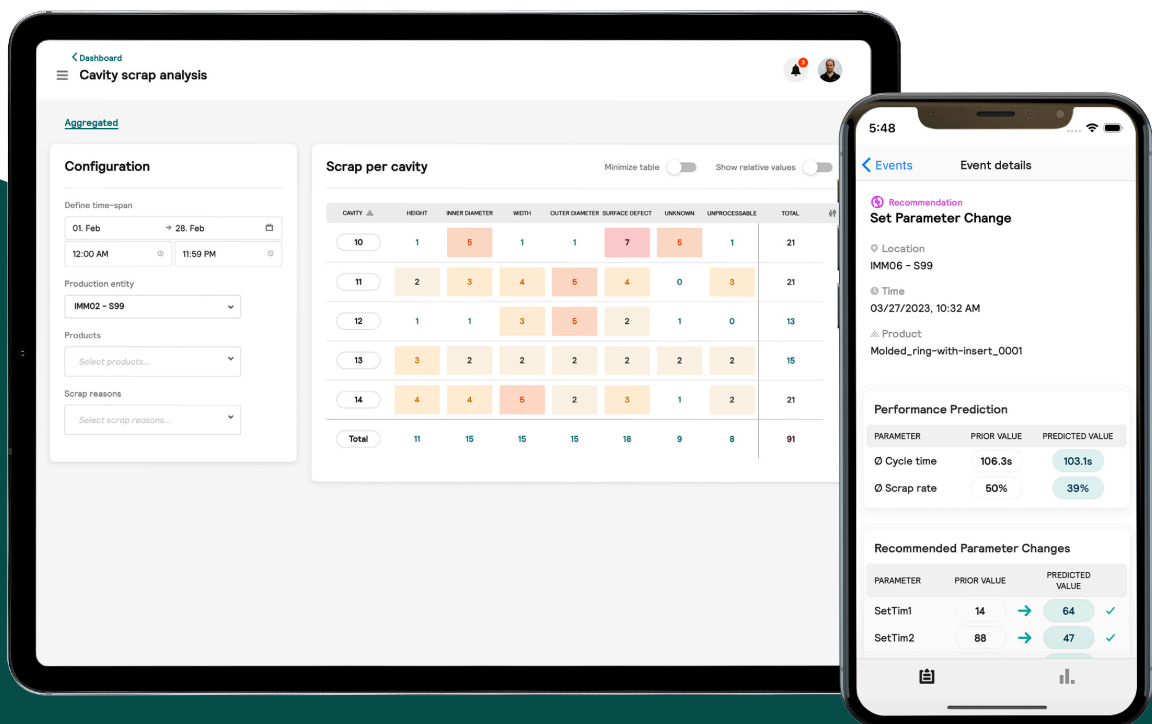 Dashboard
Cavity scrap analysis
3
Aggregated
Configuration
Define time-span
01. Feb → 28. Feb
12:00 AM 11:59 PM
Production entity
IMM02 - S99
Products
Select products...
Scrap reasons
Select scrap reasons...
Scrap per cavity Minimize table Show relative values
CAVITY HEIGHT INNER DIAMETER WIDTH OUTER DIAMETER SURFACE DEFECT UNKNOWN UNPROCESSABLE TOTAL
10 1 5 1 1 7 5 1 21
11 2 3 4 5 4 0 3 21
12 1 1 3 5 2 1 0 13
13 3 2 2 2 2 2 2 15
14 4 4 5 2 3 1 2 21
Total 11 15 15 15 18 9 8 91
5:48
Events Event details
Recommendation
Set Parameter Change
Location
IMM06 - S99
Time
03/27/2023, 10:32 AM
Product
Molded_ring-with-insert_0001
Performance Prediction
PARAMETER PRIOR VALUE PREDICTED VALUE
Ø Cycle time 106.3s 103.1s
Ø Scrap rate 50% 39%
Recommended Parameter Changes
PARAMETER PRIOR VALUE PREDICTED VALUE
SetTim1 14 → 64
SetTim2 88 → 47